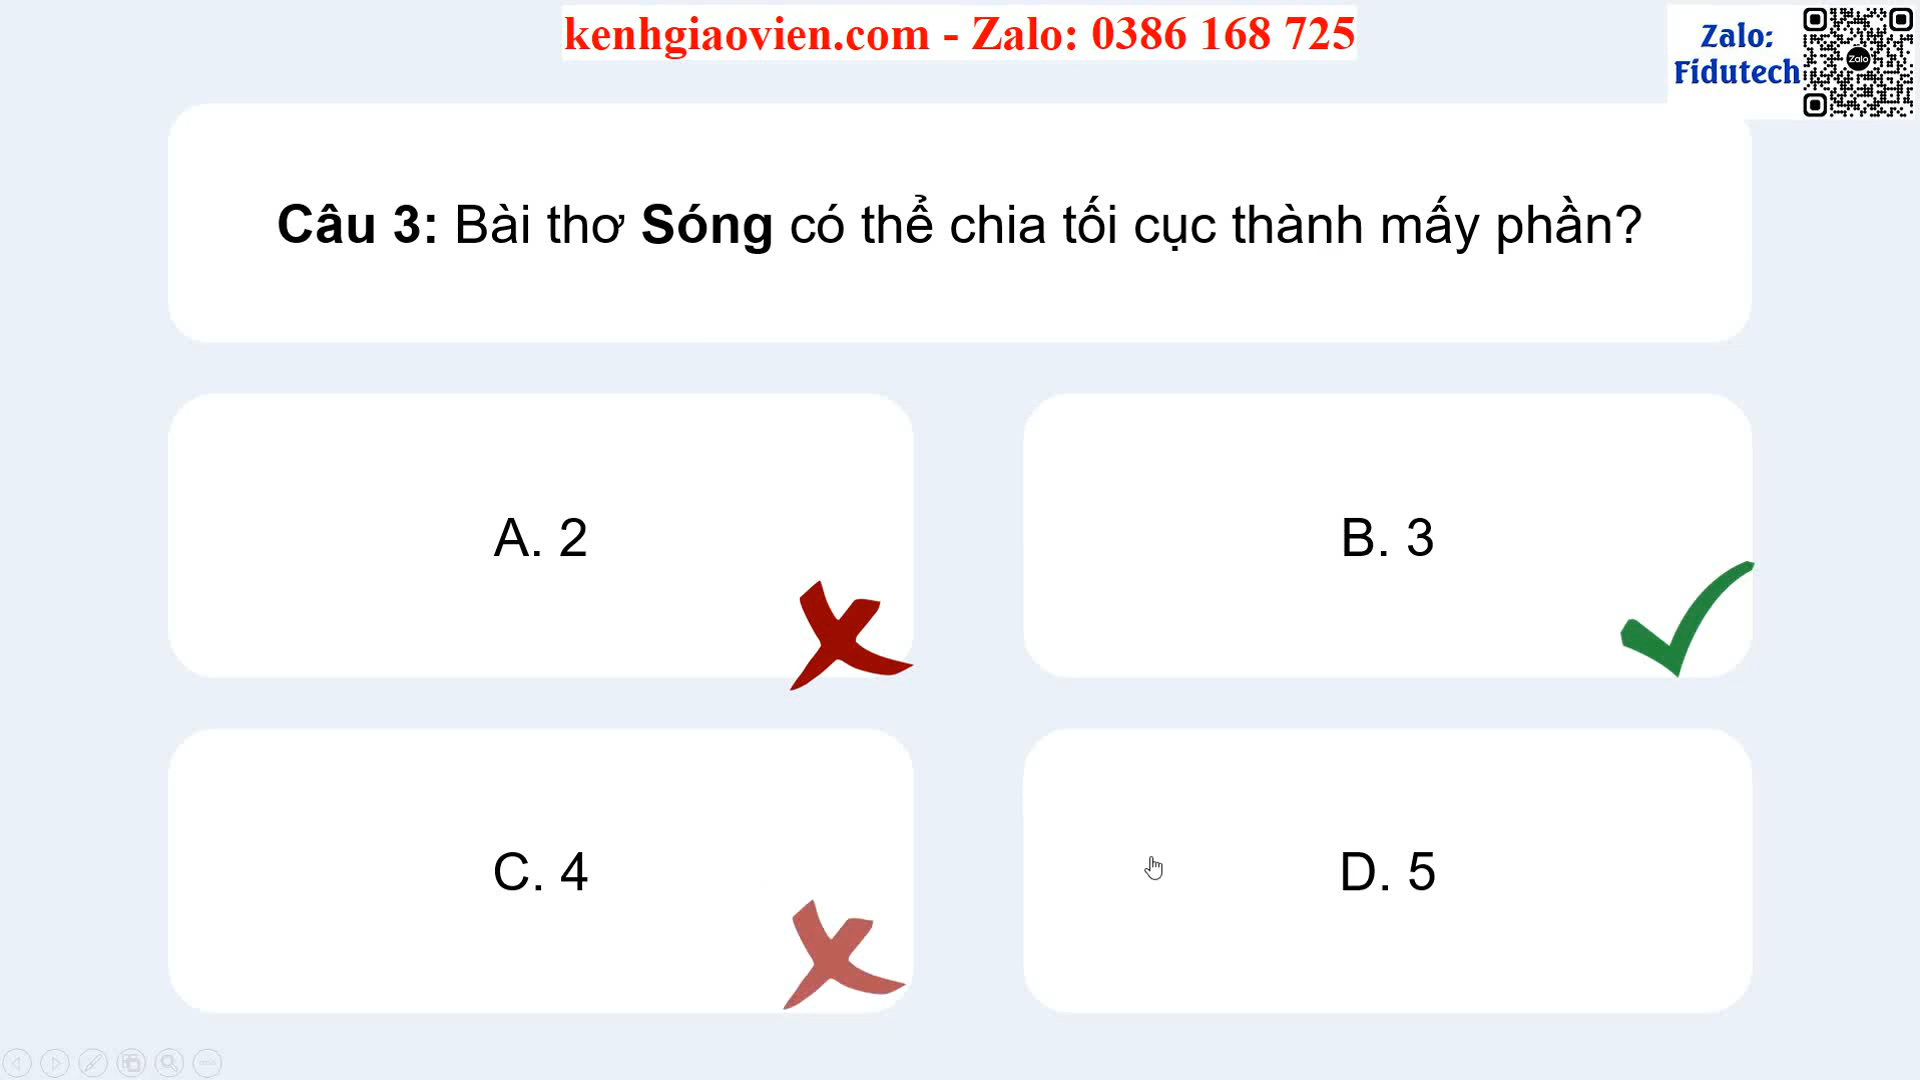 kenhgiaovien.com - Zalo: 0386 168 725
Zalo:
Fidutech
Zalo
Câu 3: Bài thơ Sóng có thể chia tối cục thành mấy phần?
A. 2
B. 3
C. 4
D. 5